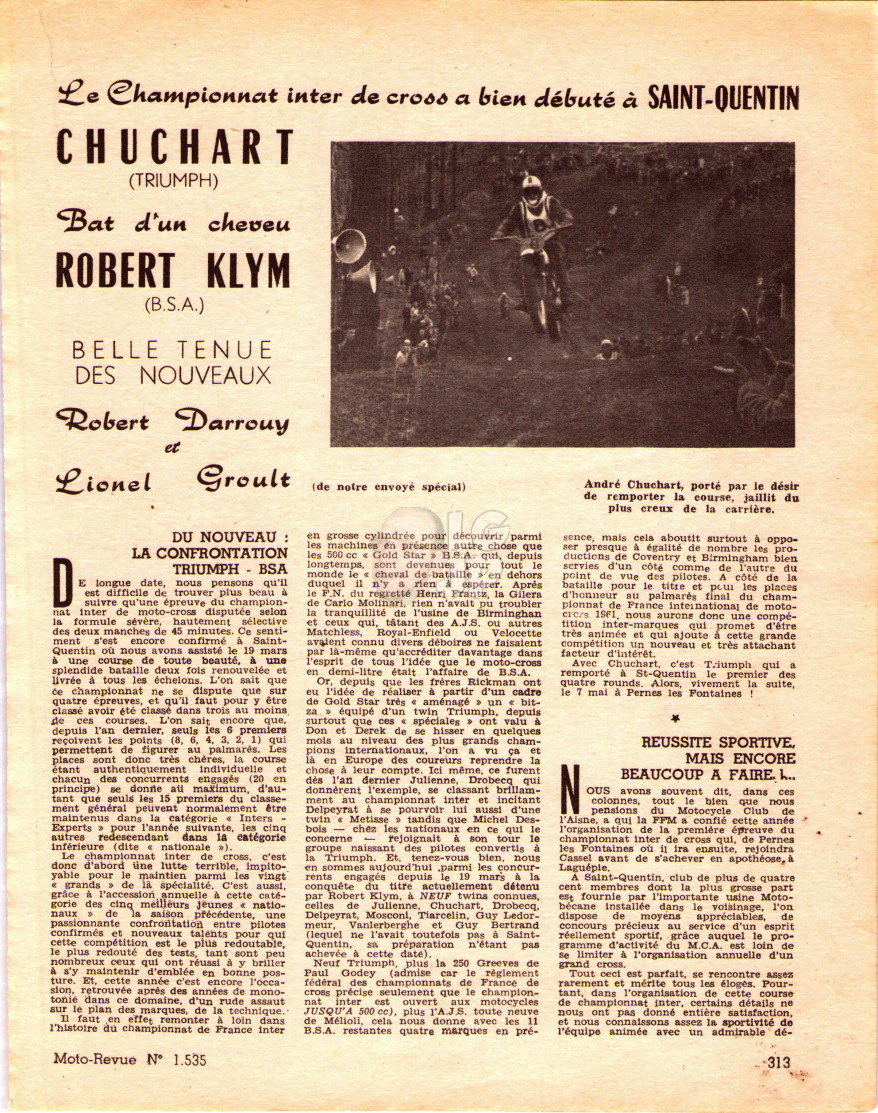 Le Championnat inter de cross a bien débuté à SAINT-QUENTIN
CHUCHART
(TRIUMPH)
Bat d'un cheveu
ROBERT KLYM
(B.S.A.)
BELLE TENUE
DES NOUVEAUX
Robert Darrouy
et
Lionel Groult
(de notre envoyé spécial)
André Chuchart, porté par le désir
de remporter la course, jaillit du
plus creux de la carrière.
DU NOUVEAU :
LA CONFRONTATION
TRIUMPH - BSA
DE longue date, nous pensons qu'il
est difficile de trouver plus beau à
suivre qu'une épreuve du champion-
nat inter de moto-cross disputée selon
la formule sévère, hautement sélective
des deux manches de 45 minutes. Ce senti-
ment s'est encore confirmé à Saint-
Quentin où nous avons assisté le 19 mars
à une course de toute beauté, à une
splendide bataille deux fois renouvelée et
livrée à tous les échelons. L'on sait que
ce championnat ne se dispute que sur
quatre épreuves, et qu'il faut pour y être
classé avoir été classé dans trois au moins
de ces courses. L'on sait encore que,
depuis l'an dernier, seuls les 6 premiers
reçoivent les points (8, 6, 4, 3, 2, 1) qui
permettent de figurer au palmarès. Les
places sont donc très chères, la course
étant authentiquement individuelle et
chacun des concurrents engagés (20 en
principe) se donne au maximum, d'au-
tant que seuls les 15 premiers du classe-
ment général peuvent normalement être
maintenus dans la catégorie « Inters -
Experts » pour l'année suivante, les cinq
autres redescendant dans la catégorie
inférieure (dite « nationale »).
Le championnat inter de cross, c'est
donc d'abord une lutte terrible, impitoy-
able pour le maintien parmi les vingt
« grands » de la spécialité. C'est aussi,
grâce à l'accession annuelle à cette caté-
gorie des cinq meilleurs jeunes « natio-
naux » de la saison précédente, une
passionnante confrontation entre pilotes
confirmés et nouveaux talents pour qui
cette compétition est le plus redoutable,
le plus redouté des tests, tant sont peu
nombreux ceux qui ont réussi à y briller
à s'y maintenir d'emblée en bonne pos-
ture. Et, cette année c'est encore l'occa-
sion, retrouvée après des années de mono-
tonie dans ce domaine, d'un rude assaut
sur le plan des marques, de la technique.
Il faut en effet remonter à loin dans
l'histoire du championnat de France inter
en grosse cylindrée pour découvrir parmi
les machines en présence autre chose que
les 500 cc « Gold Star » B.S.A. qui, depuis
longtemps, sont devenues pour tout le
monde le « cheval de bataille » en dehors
duquel il n'y a rien à espérer. Après
le F.N. du regretté Henri Frantz, la Gilera
de Carlo Molinari, rien n'avait pu troubler
la tranquillité de l'usine de Birmingham
et ceux qui, tâtant des A.J.S. ou autres
Matchless, Royal-Enfield ou Velocette
avaient connu divers déboires ne faisaient
par là-même qu'accréditer davantage dans
l'esprit de tous l'idée que le moto-cross
en demi-litre était l'affaire de B.S.A.
Or, depuis que les frères Rickman ont
eu l'idée de réaliser à partir d'un cadre
de Gold Star très « aménagé » un « bit-
za » équipé d'un twin Triumph, depuis
surtout que ces « spéciales » ont valu à
Don et Derek de se hisser en quelques
mois au niveau des plus grands cham-
pions internationaux, l'on a vu ça et
là en Europe des coureurs reprendre la
chose à leur compte. Ici même, ce furent
dès l'an dernier Julienne, Drobecq qui
donnèrent l'exemple, se classant brillam-
ment au championnat inter et incitant
Delpeyrat à se pourvoir lui aussi d'une
twin « Metisse » tandis que Michel Des-
bois — chez les nationaux en ce qui le
concerne — rejoignait à son tour le
groupe naissant des pilotes convertis à
la Triumph. Et, tenez-vous bien, nous
en sommes aujourd'hui ,parmi les concur-
rents engagés depuis le 19 mars à la
conquête du titre actuellement détenu
par Robert Klym, à NEUF twins connues,
celles de Julienne, Chuchart, Drobecq,
Delpeyrat, Mosconi, Tiarcelin, Guy Ledor-
meur, Vanlerberghe et Guy Bertrand
(lequel ne l'avait toutefois pas à Saint-
Quentin, sa préparation n'étant pas
achevée à cette date).
Neuf Triumph, plus la 250 Greeves de
Paul Godey (admise car le règlement
fédéral des championnats de France de
cross précise seulement que le champion-
nat inter est ouvert aux motocycles
JUSQU'A 500 cc), plus l'A.J.S. toute neuve
de Mélioli, cela nous donne avec les 11
B.S.A. restantes quatre marques en pré-
sence, mais cela aboutit surtout à oppo-
ser presque à égalité de nombre les pro-
ductions de Coventry et Birmingham bien
servies d'un côté comme de l'autre du
point de vue des pilotes. A côté de la
bataille pour le titre et pour les places
d'honneur au palmarès final du cham-
pionnat de France international de moto-
cross 1961, nous aurons donc une compé-
tition inter-marques qui promet d'être
très animée et qui ajoute à cette grande
compétition un nouveau et très attachant
facteur d'intérêt.
Avec Chuchart, c'est Triumph qui a
remporté à St-Quentin le premier des
quatre rounds. Alors, vivement la suite,
le 7 mai à Pernes les Fontaines !
★
REUSSITE SPORTIVE,
MAIS ENCORE
BEAUCOUP A FAIRE...
NOUS avons souvent dit, dans ces
colonnes, tout le bien que nous
pensions du Motocycle Club de
l'Aisne, a qui la FFM a confié cette année
l'organisation de la première épreuve du
championnat inter de cross qui, de Pernes
les Fontaines où il ira ensuite, rejoindra
Cassel avant de s'achever en apothéose à
Laguépie.
A Saint-Quentin, club de plus de quatre
cent membres dont la plus grosse part
est fournie par l'importante usine Moto-
bécane installée dans le voisinage, l'on
dispose de moyens appréciables, de
concours précieux au service d'un esprit
réellement sportif, grâce auquel le pro-
gramme d'activité du M.C.A. est loin de
se limiter à l'organisation annuelle d'un
grand cross.
Tout ceci est parfait, se rencontre assez
rarement et mérite tous les éloges. Pour-
tant, dans l'organisation de cette course
de championnat inter, certains détails ne
nous ont pas donné entière satisfaction,
et nous connaissons assez la sportivité de
l'équipe animée avec un admirable dé-
Moto-Revue N° 1.535
313